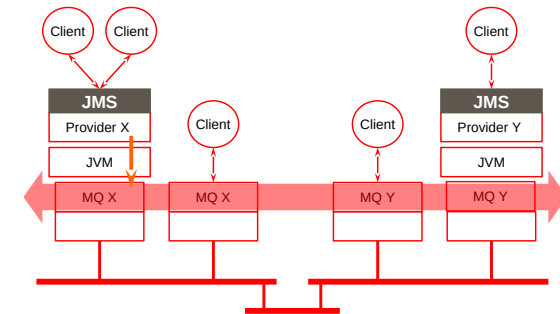 Client
Client
Client
JMS
Provider X
JVM
MQ X
Client
MQ X
Client
MQ Y
JMS
Provider Y
JVM
MQ Y